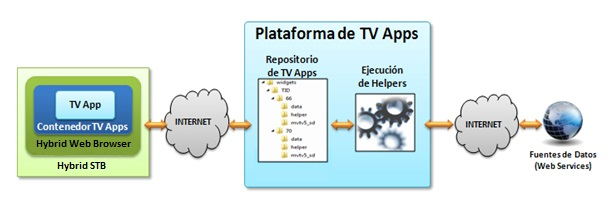 Plataforma de TV Apps
Repositorio
de TV Apps
Ejecución
de Helpers
widgets
TID
66
data
helper
mvtv5_sd
70
data
helper
mvtv5_sd
TV App
Contenedor TV Apps
Hybrid Web Browser
Hybrid STB
INTERNET
INTERNET
Fuentes de Datos
(Web Services)